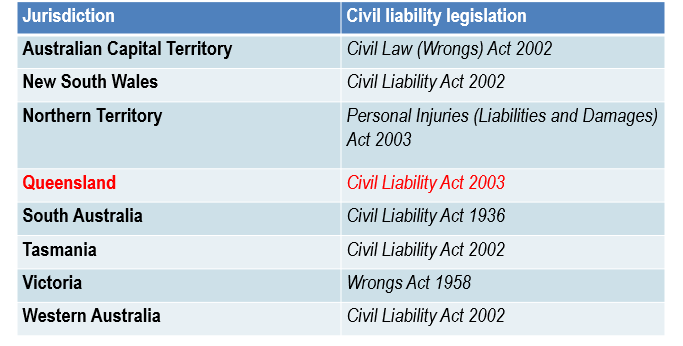 Jurisdiction Civil liability legislation
Australian Capital Territory Civil Law (Wrongs) Act 2002
New South Wales Civil Liability Act 2002
Northern Territory Personal Injuries (Liabilities and Damages)
Act 2003
Queensland Civil Liability Act 2003
South Australia Civil Liability Act 1936
Tasmania Civil Liability Act 2002
Victoria Wrongs Act 1958
Western Australia Civil Liability Act 2002